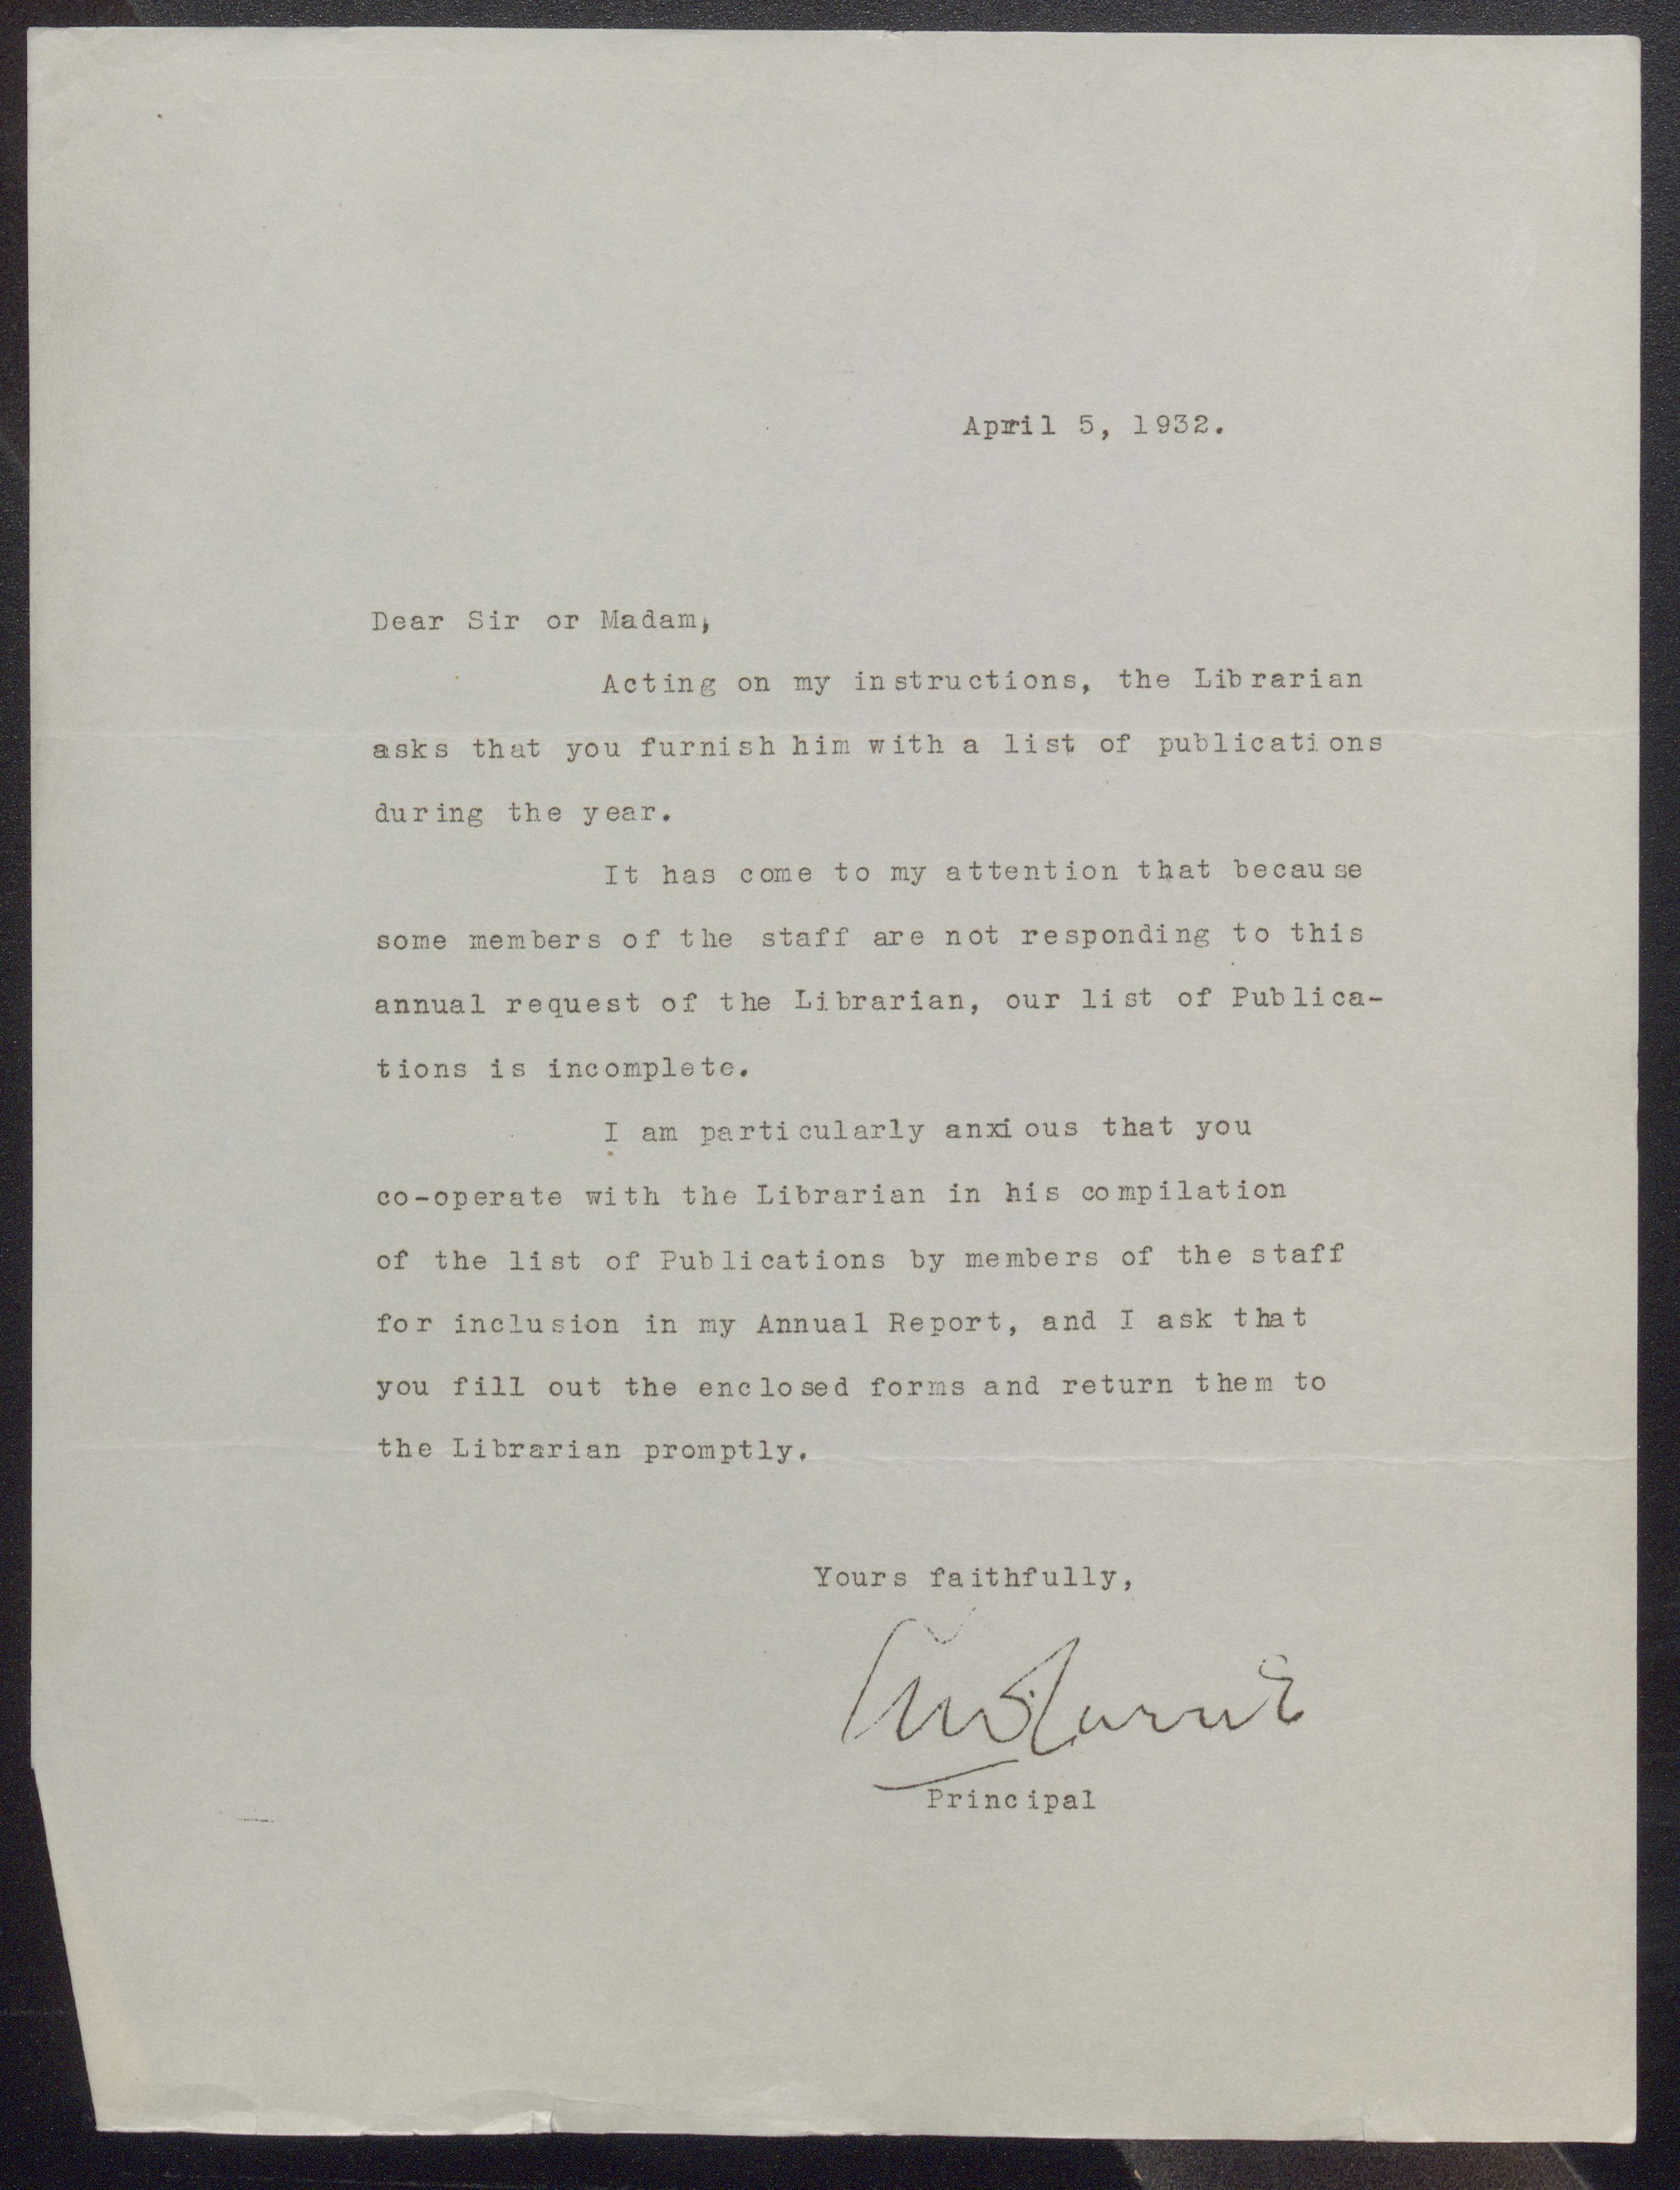 April 5, 1932.
Dear Sir or Madam,
Acting on my instructions, the Librarian
asks that you furnish him with a list of publications
during the year.
It has come to my attention that because
some members of the staff are not responding to this
annual request of the Librarian, our list of Publica-
tions is incomplete.
I am particularly anxious that you
co-operate with the Librarian in his compilation
of the list of Publications by members of the staff
for inclusion in my Annual Report, and I ask that
you fill out the enclosed forms and return them to
the Librarian promptly.
Yours faithfully,
Principal